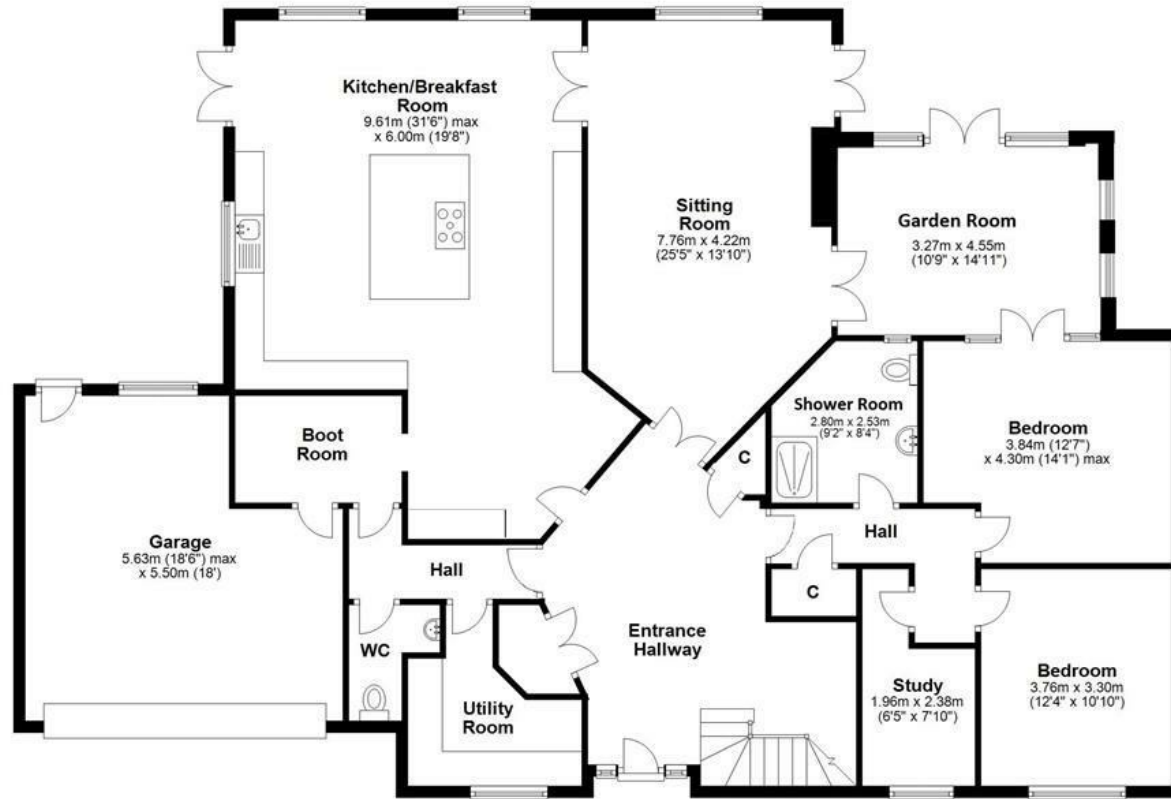 Kitchen/Breakfast
Room
9.61m (31'6") max
x 6.00m (19'8")
Sitting
Room
7.76m x 4.22m
(25'5" x 13'10")
Garden Room
3.27m x 4.55m
(10'9" x 14'11")
Shower Room
2.80m x 2.53m
(9'2" x 8'4")
Bedroom
3.84m (12'7")
x 4.30m (14'1") max
Boot
Room
C
Garage
5.63m (18'6") max
x 5.50m (18')
Hall
Hall
C
Entrance
Hallway
WC
Utility
Room
Study
1.96m x 2.38m
(6'5" x 7'10")
Bedroom
3.76m x 3.30m
(12'4" x 10'10")